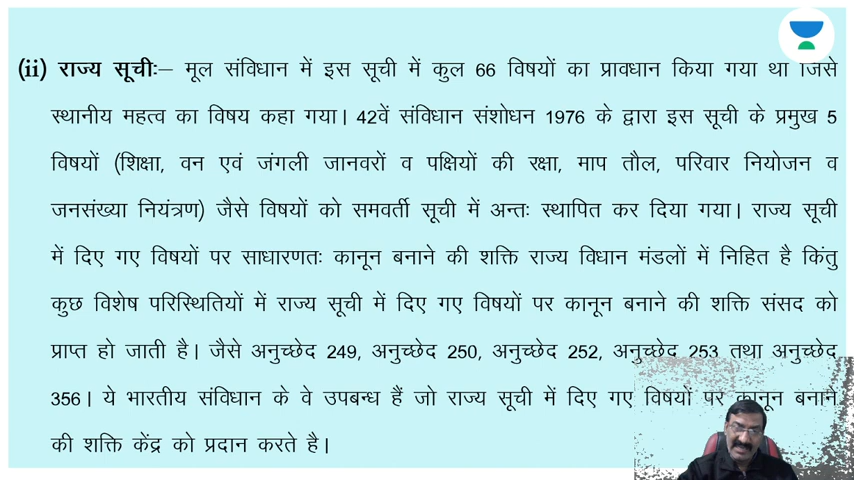 (ii) राज्य सूचीः– मूल संविधान में इस सूची में कुल 66 विषयों का प्रावधान किया गया था जिसे
स्थानीय महत्व का विषय कहा गया। 42वें संविधान संशोधन 1976 के द्वारा इस सूची के प्रमुख 5
विषयों (शिक्षा, वन एवं जंगली जानवरों व पक्षियों की रक्षा, माप तौल, परिवार नियोजन व
जनसंख्या नियंत्रण) जैसे विषयों को समवर्ती सूची में अन्तः स्थापित कर दिया गया। राज्य सूची
में दिए गए विषयों पर साधारणतः कानून बनाने की शक्ति राज्य विधान मंडलों में निहित है किंतु
कुछ विशेष परिस्थितियों में राज्य सूची में दिए गए विषयों पर कानून बनाने की शक्ति संसद को
प्राप्त हो जाती है। जैसे अनुच्छेद 249, अनुच्छेद 250, अनुच्छेद 252, अनुच्छेद 253 तथा अनुच्छेद
356। ये भारतीय संविधान के वे उपबन्ध हैं जो राज्य सूची में दिए गए विषयों पर कानून बनाने
की शक्ति केंद्र को प्रदान करते है।